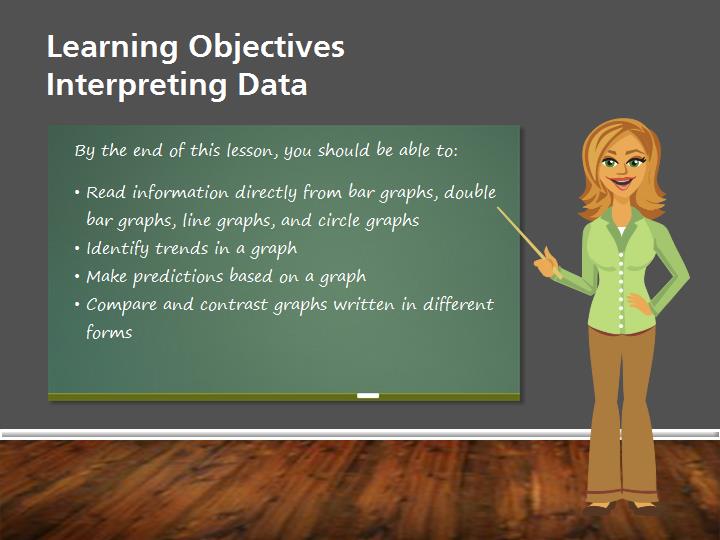 Learning Objectives
Interpreting Data
By the end of this lesson, you should be able to:
• Read information directly from bar graphs, double
bar graphs, line graphs, and circle graphs
• Identify trends in a graph
• Make predictions based on a graph
• Compare and contrast graphs written in different
forms